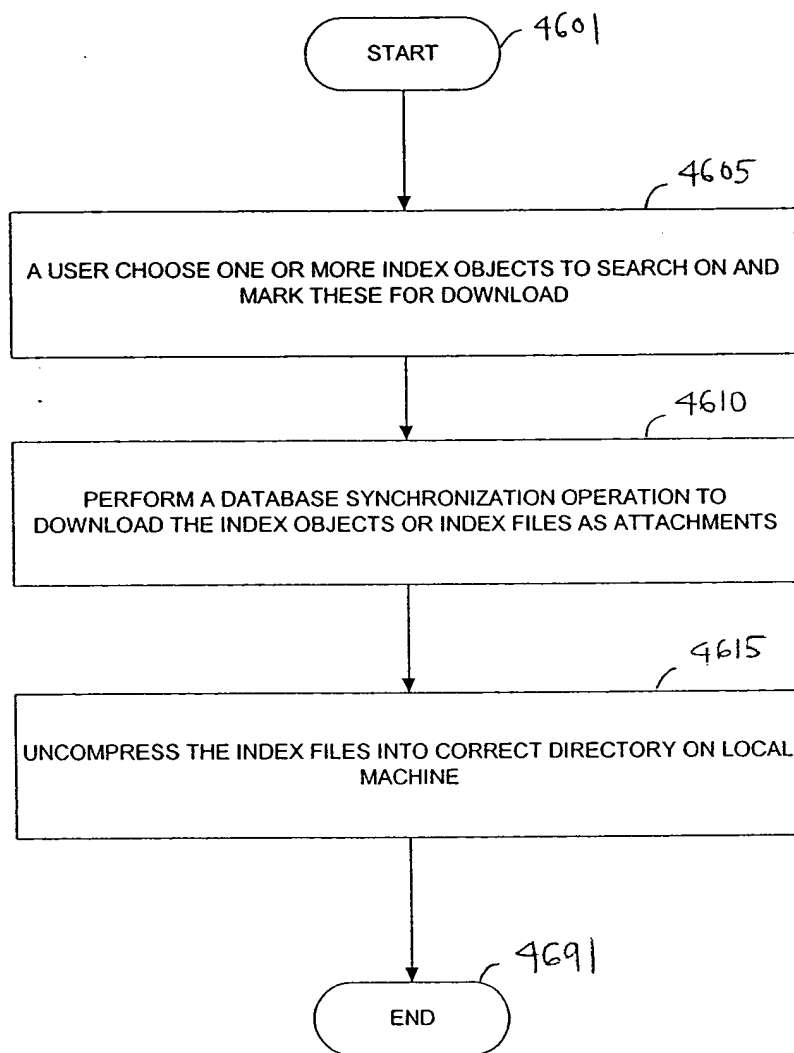 START
4601
4605
A USER CHOOSE ONE OR MORE INDEX OBJECTS TO SEARCH ON AND
MARK THESE FOR DOWNLOAD
4610
PERFORM A DATABASE SYNCHRONIZATION OPERATION TO
DOWNLOAD THE INDEX OBJECTS OR INDEX FILES AS ATTACHMENTS
4615
UNCOMPRESS THE INDEX FILES INTO CORRECT DIRECTORY ON LOCAL
MACHINE
4691
END